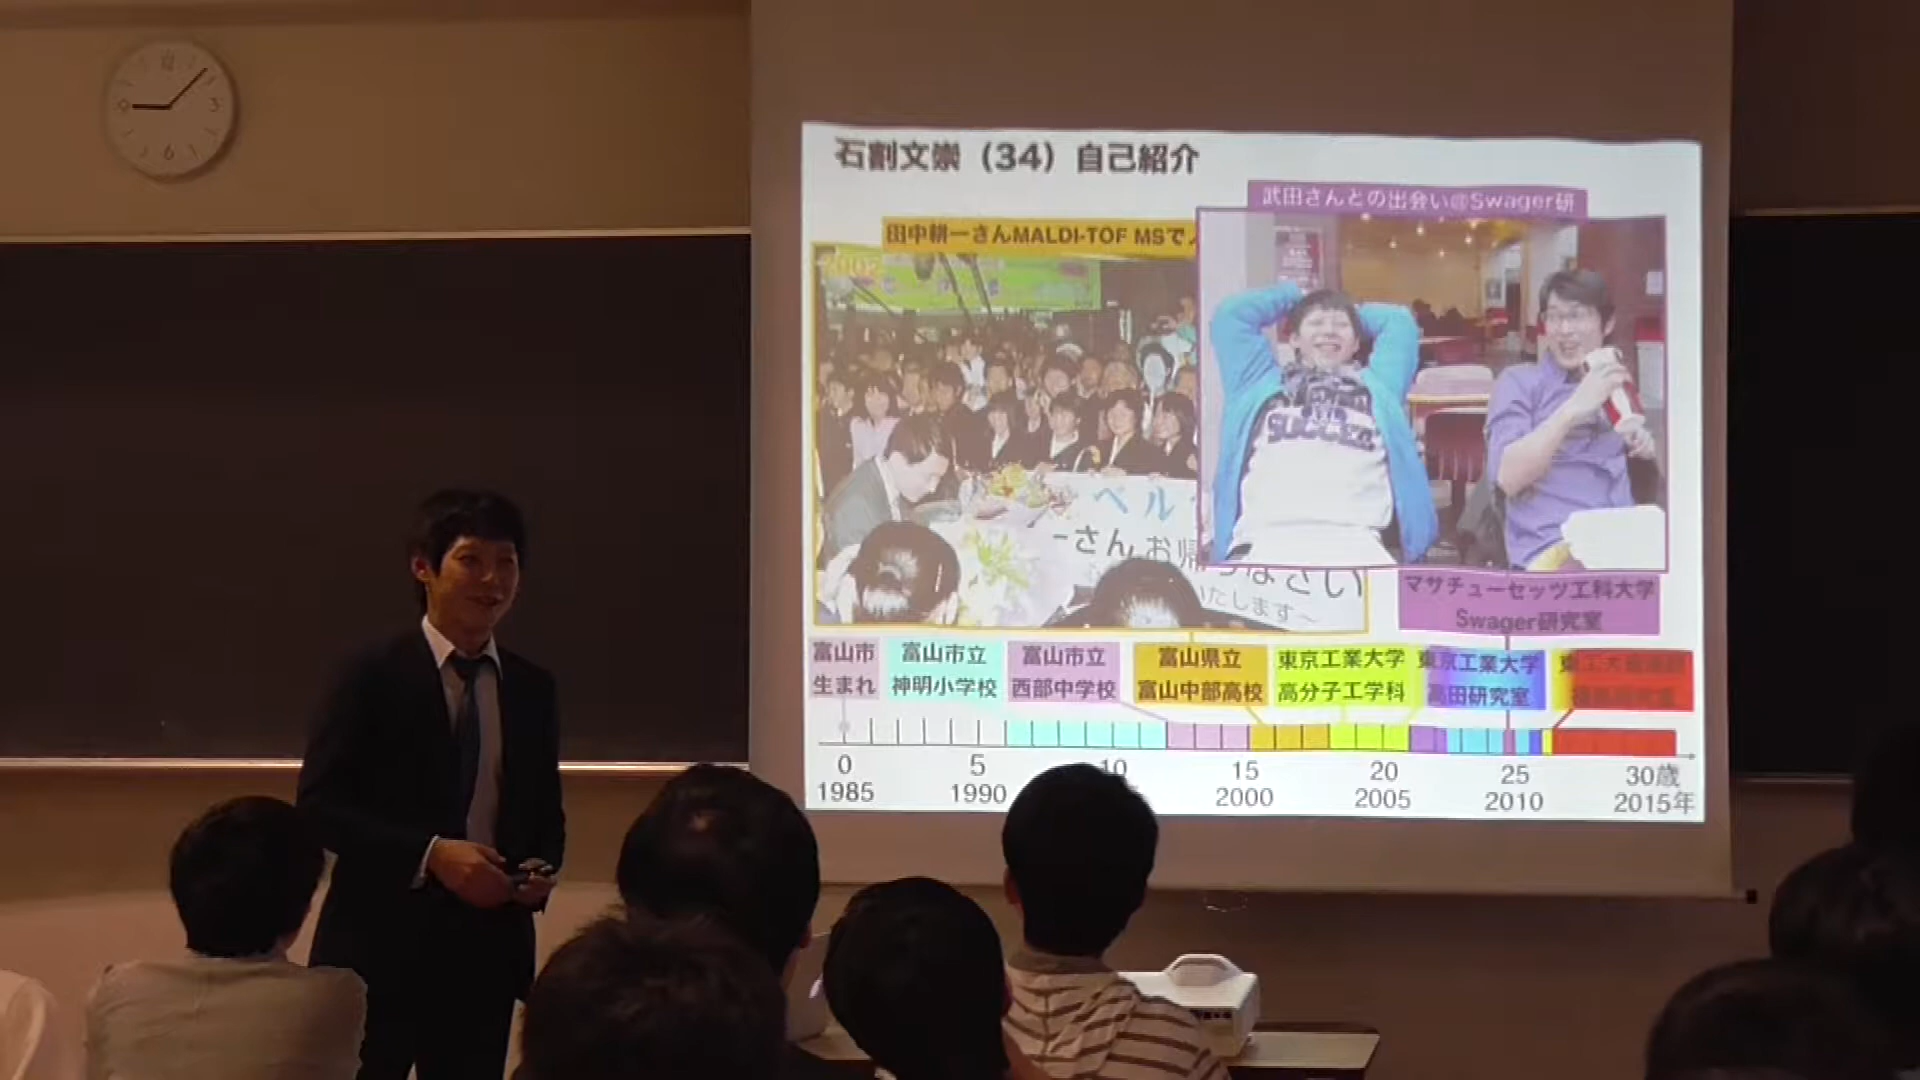 石割文崇（34）自己紹介
武田さんとの出会い@Swager研
田中耕一さんMALDI-TOF MSで
2002
SOCCER
ベル
ーさんお帰りなさい
いたします〜
マサチューセッツ工科大学
Swager研究室
富山市
生まれ
富山市立
神明小学校
富山市立
西部中学校
富山県立
富山中部高校
東京工業大学
高分子工学科
東京工業大学
高田研究室
0 5 10 15 20 25 30歳
1985 1990 2000 2005 2010 2015年
12
3
6
9